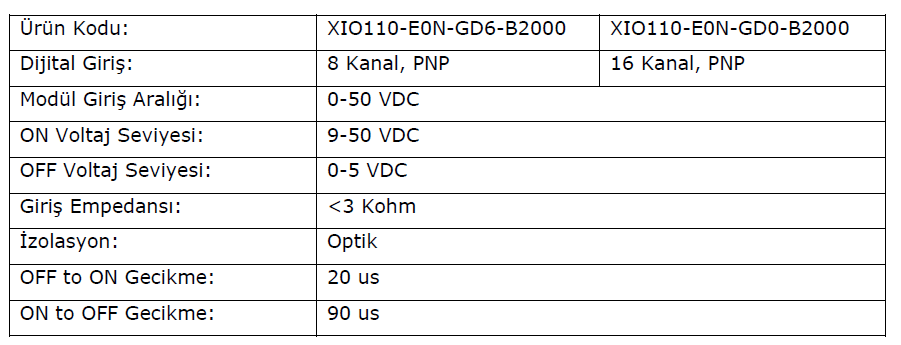 Ürün Kodu: XIO110-E0N-GD6-B2000 XIO110-E0N-GD0-B2000
Dijital Giriş: 8 Kanal, PNP 16 Kanal, PNP
Modül Giriş Aralığı: 0-50 VDC
ON Voltaj Seviyesi: 9-50 VDC
OFF Voltaj Seviyesi: 0-5 VDC
Giriş Empedansı: <3 Kohm
İzolasyon: Optik
OFF to ON Gecikme: 20 us
ON to OFF Gecikme: 90 us